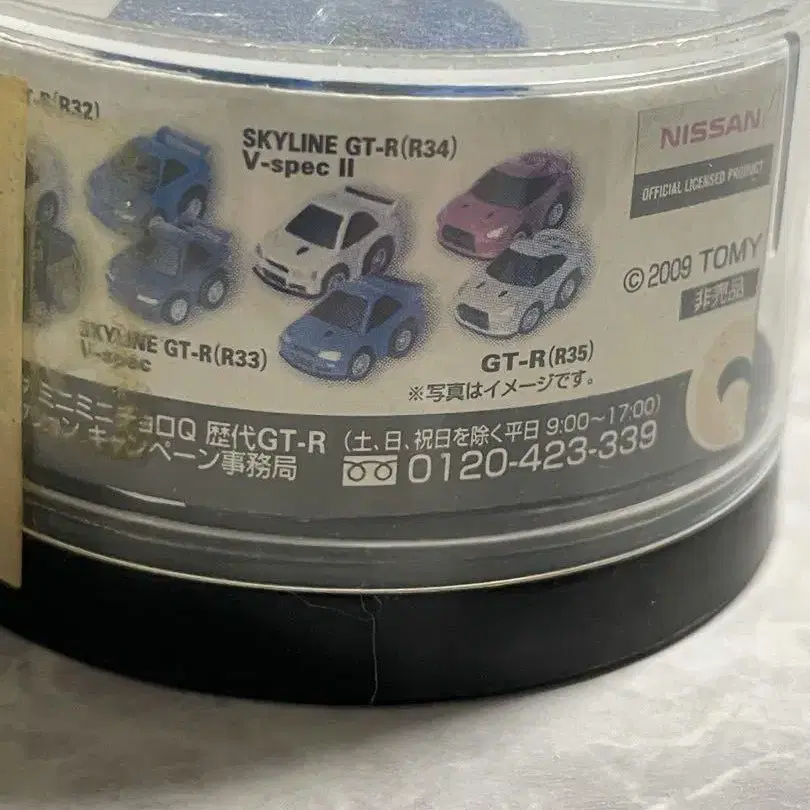 T-R(R32)
SKYLINE GT-R(R34)
V-spec II
NISSAN
OFFICIAL LICENSED PRODUCT
© 2009 TOMY
非売品
SKYLINE GT-R(R33)
V-spec
GT-R(R35)
※写真はイメージです。
ミニミニチョロQ 歴代GT-R
キャンペーン事務局
(土、日、祝日を除く平日 9:00〜17:00)
0120-423-339